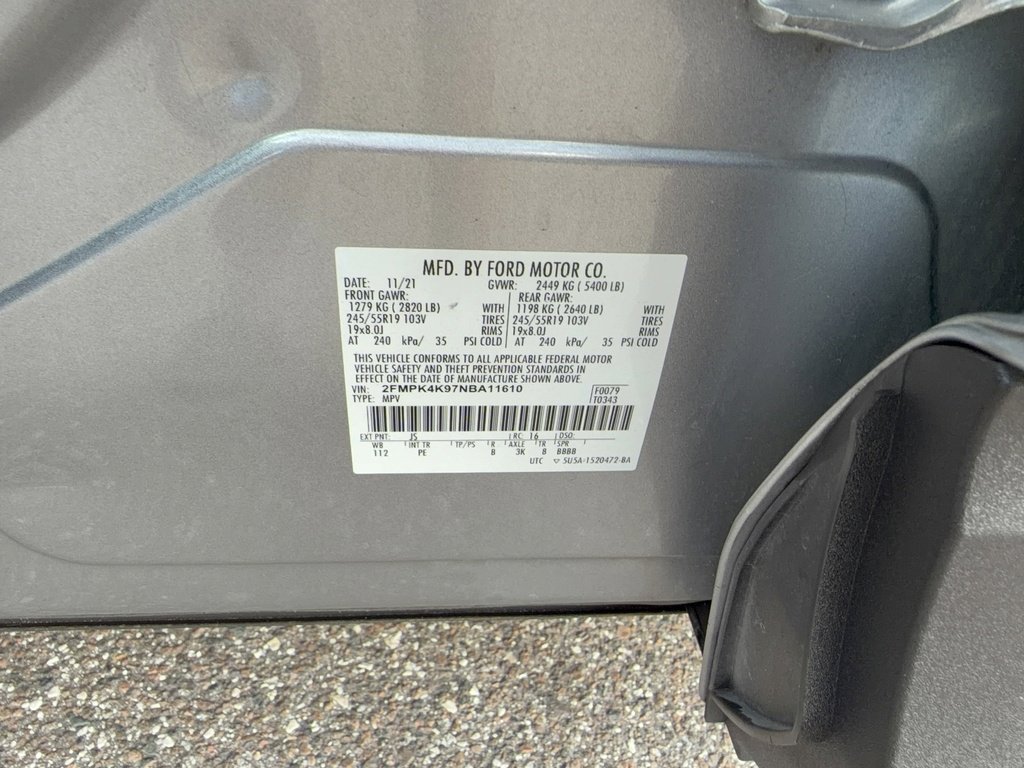 MFD. BY FORD MOTOR CO.
DATE: 11/21 GVWR: 2449 KG ( 5400 LB)
FRONT GAWR: REAR GAWR:
1279 KG ( 2820 LB) WITH 1198 KG ( 2640 LB) WITH
245/55R19 103V TIRES 245/55R19 103V TIRES
19x8.0J RIMS 19x8.0J RIMS
AT 240 kPa/ 35 PSI COLD AT 240 kPa/ 35 PSI COLD
THIS VEHICLE CONFORMS TO ALL APPLICABLE FEDERAL MOTOR
VEHICLE SAFETY AND THEFT PREVENTION STANDARDS IN
EFFECT ON THE DATE OF MANUFACTURE SHOWN ABOVE.
VIN: 2FMPK4K97NBA11610 F0079
TYPE: MPV T0343
EXT PNT: JS RC: 16 DSO:
WB INT TR TP/PS R AXLE TR SPR
112 PE B 3K 8 BBBB
UTC ▽ 5U5A-1520472-BA